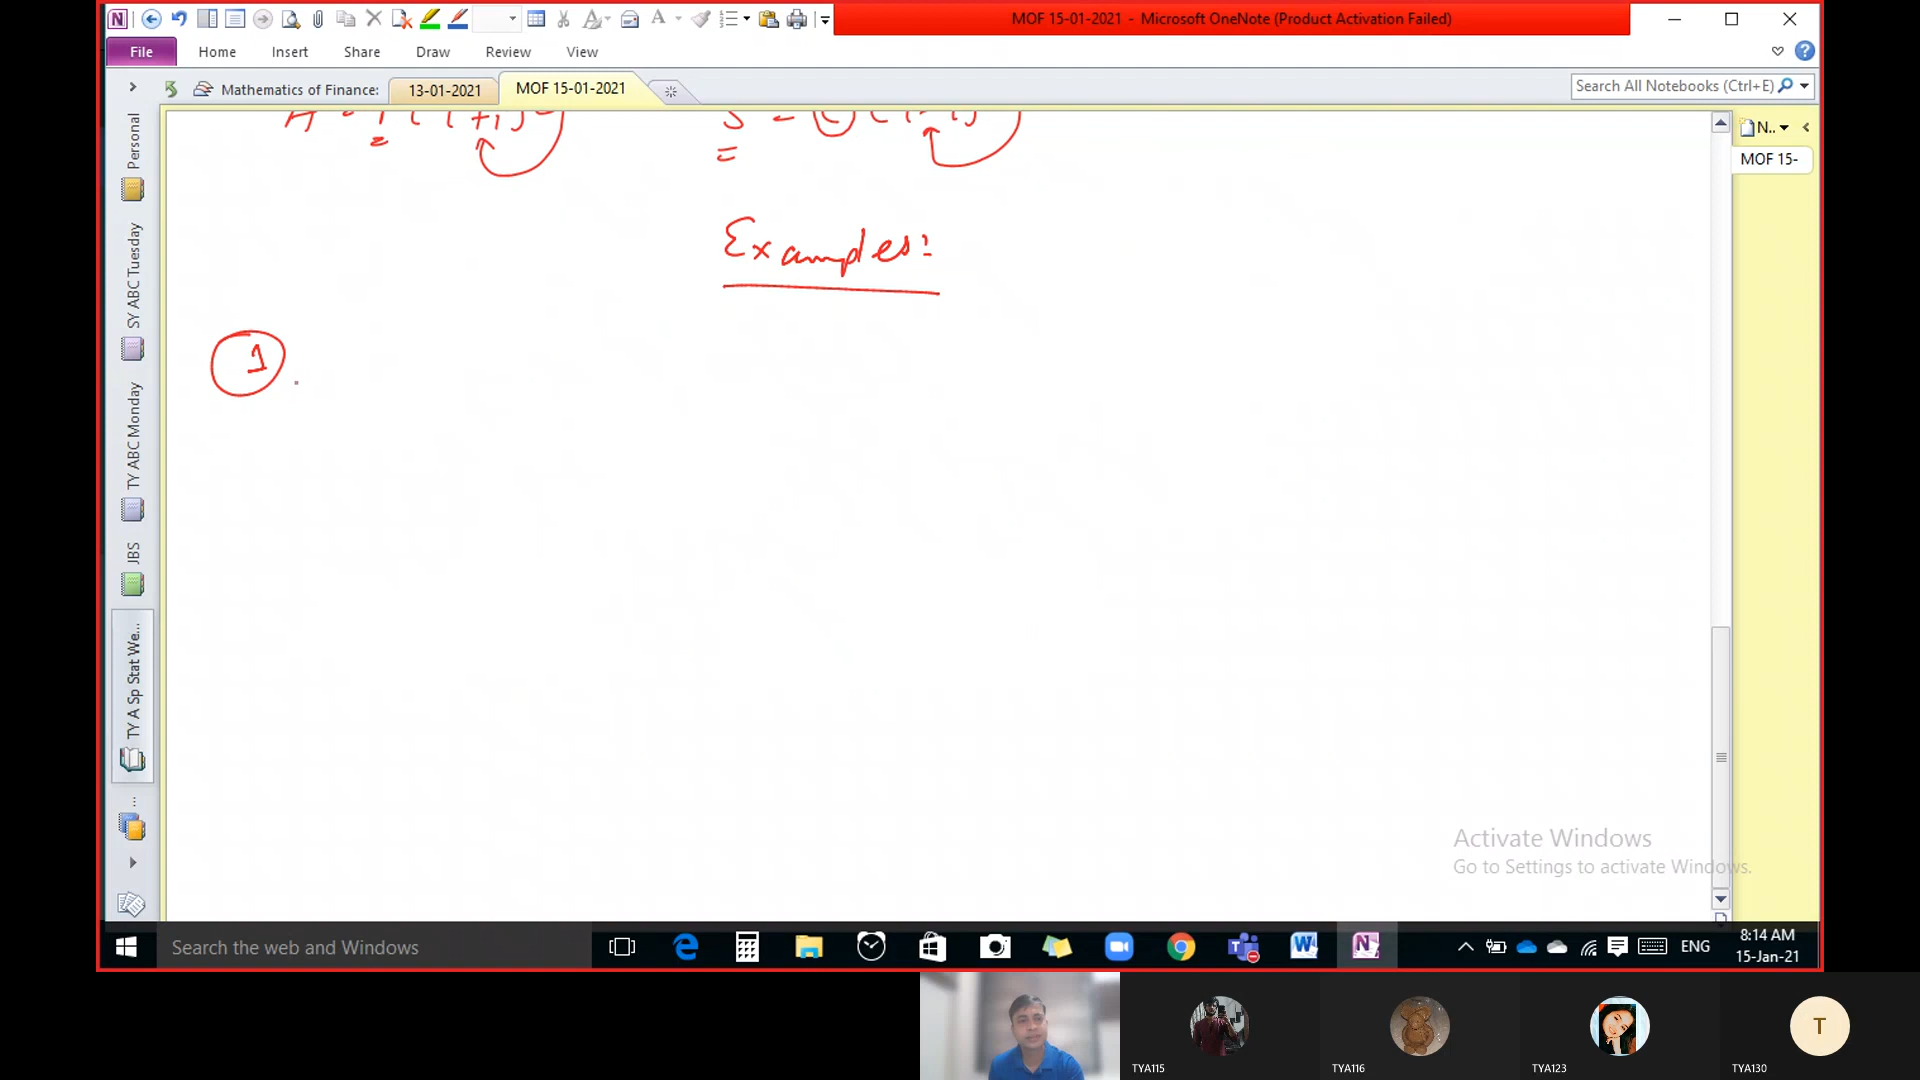 MOF 15-01-2021 - Microsoft OneNote (Product Activation Failed)
File Home Insert Share Draw Review View
Mathematics of Finance: 13-01-2021 MOF 15-01-2021
Search All Notebooks (Ctrl+E)
N..
MOF 15-
Personal
SY ABC Tuesday
TY ABC Monday
JBS
TY A Sp Stat We...
Examples:
1
Activate Windows
Go to Settings to activate Windows.
Search the web and Windows
ENG
8:14 AM
15-Jan-21
TYA115 TYA116 TYA123 T TYA130